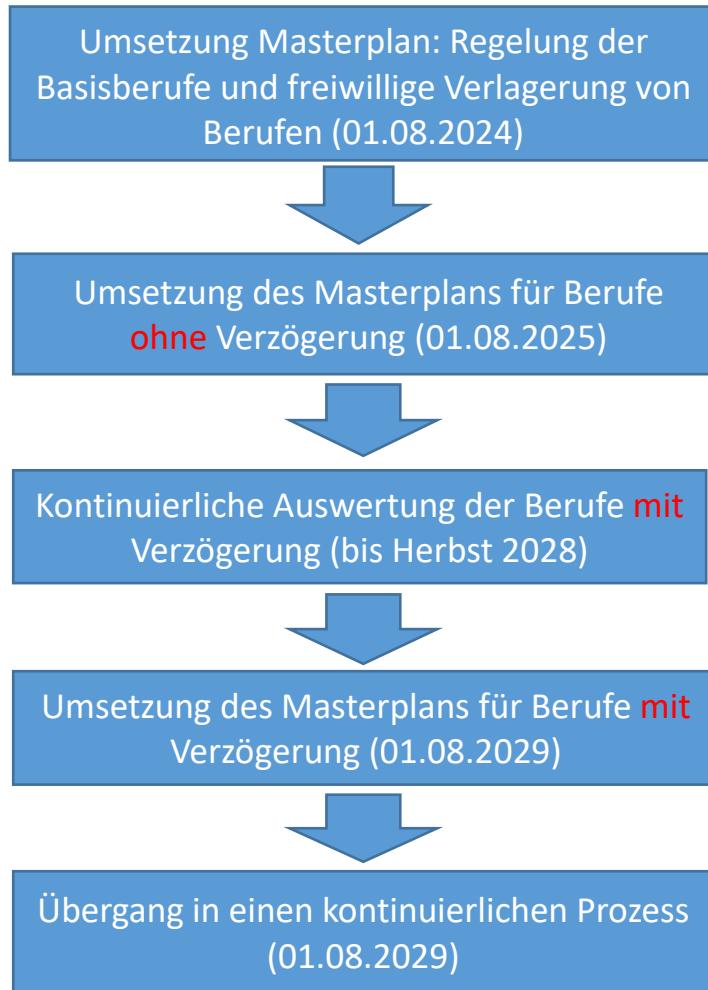 Umsetzung Masterplan: Regelung der
Basisberufe und freiwillige Verlagerung von
Berufen (01.08.2024)
Umsetzung des Masterplans für Berufe
ohne Verzögerung (01.08.2025)
Kontinuierliche Auswertung der Berufe mit
Verzögerung (bis Herbst 2028)
Umsetzung des Masterplans für Berufe mit
Verzögerung (01.08.2029)
Übergang in einen kontinuierlichen Prozess
(01.08.2029)